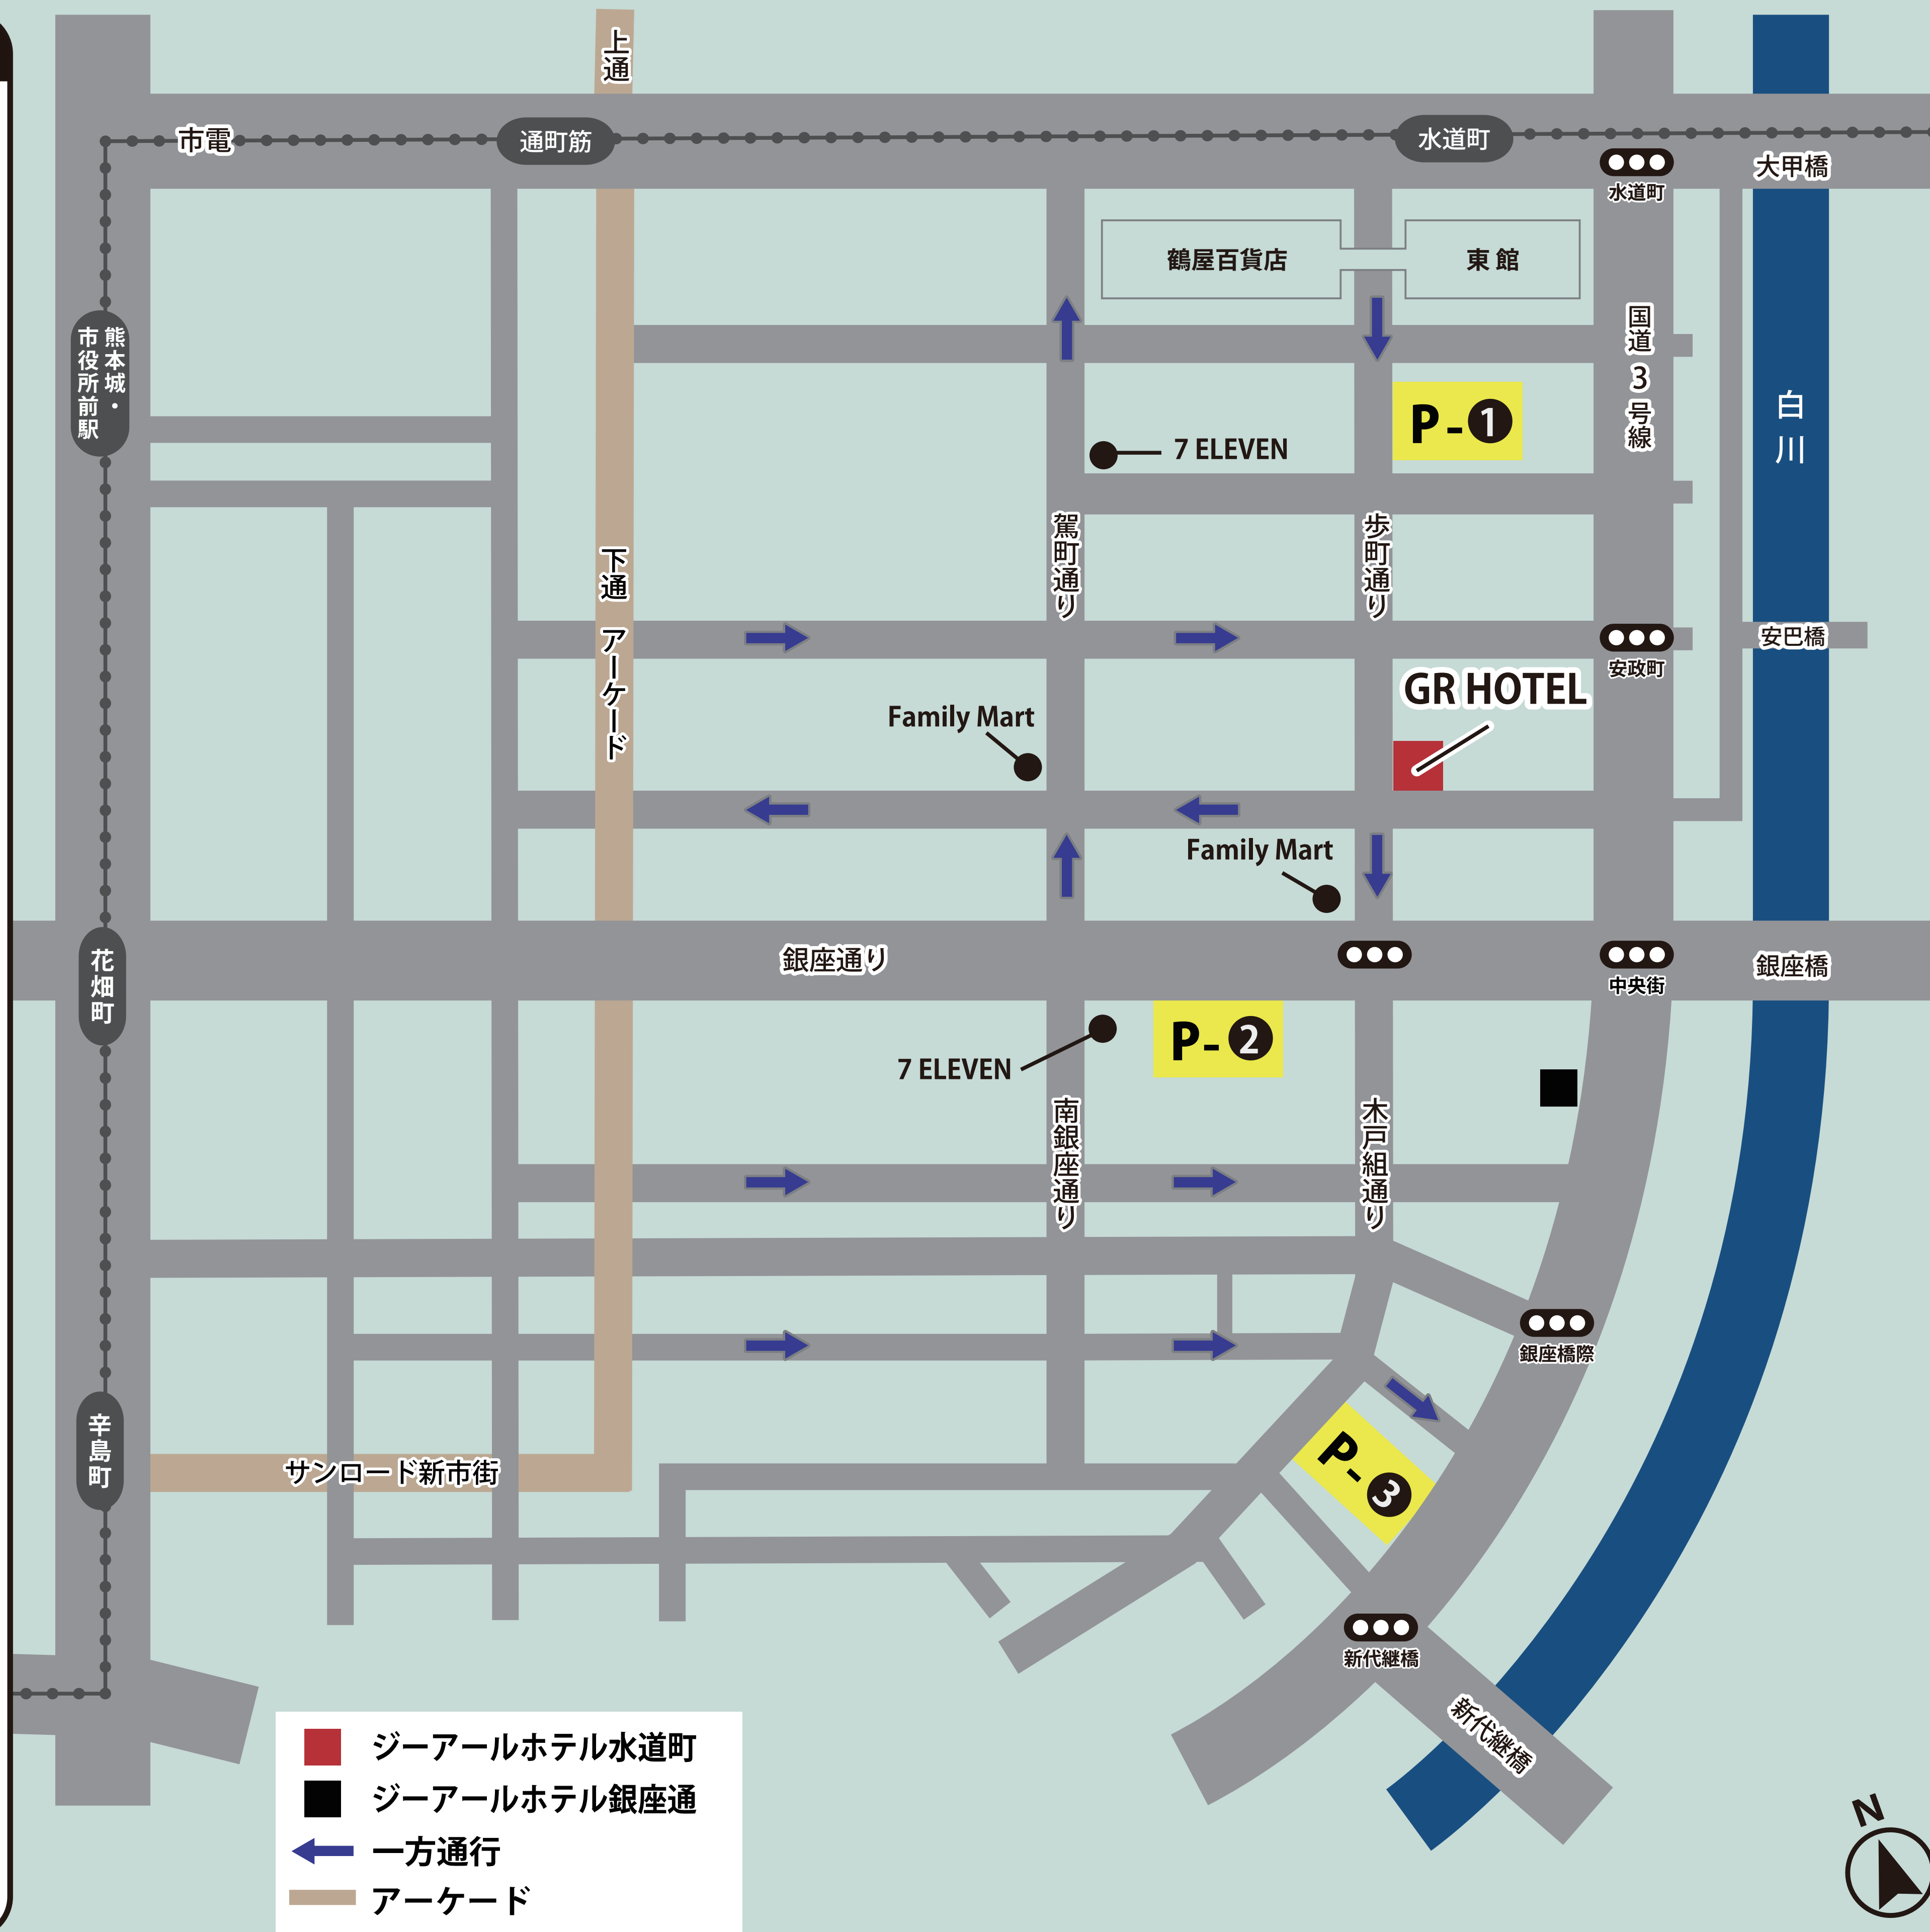 上通
市電
通町筋
水道町
水道町
大甲橋
鶴屋百貨店
東 館
熊本城・
市役所前駅
国道3号線
白川
P-1
7 ELEVEN
駕町通り
歩町通り
下通 アーケード
安政町
安巳橋
GR HOTEL
Family Mart
Family Mart
花畑町
銀座通り
中央街
銀座橋
P-2
7 ELEVEN
南銀座通り
木戸組通り
銀座橋際
辛島町
サンロード新市街
P-3
新代継橋
新代継橋
ジーアールホテル水道町
ジーアールホテル銀座通
一方通行
アーケード
N